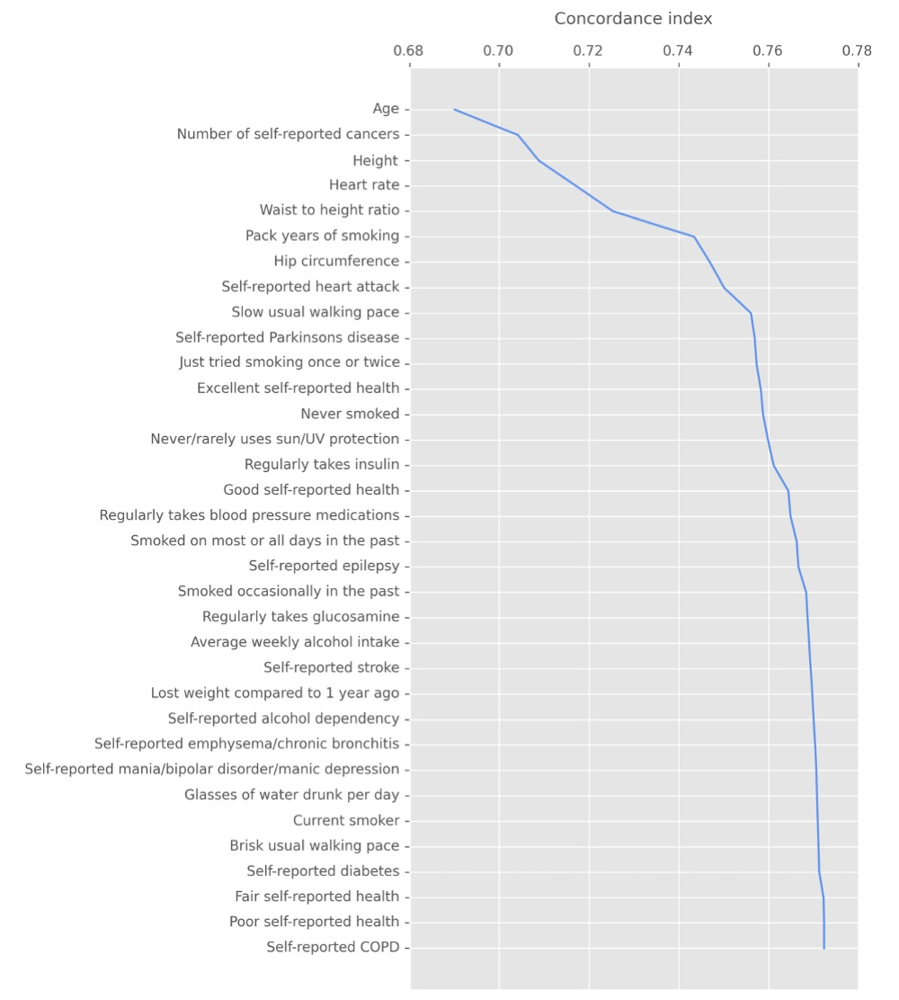 Concordance index
0.68 0.70 0.72 0.74 0.76 0.78
Age
Number of self-reported cancers
Height
Heart rate
Waist to height ratio
Pack years of smoking
Hip circumference
Self-reported heart attack
Slow usual walking pace
Self-reported Parkinsons disease
Just tried smoking once or twice
Excellent self-reported health
Never smoked
Never/rarely uses sun/UV protection
Regularly takes insulin
Good self-reported health
Regularly takes blood pressure medications
Smoked on most or all days in the past
Self-reported epilepsy
Smoked occasionally in the past
Regularly takes glucosamine
Average weekly alcohol intake
Self-reported stroke
Lost weight compared to 1 year ago
Self-reported alcohol dependency
Self-reported emphysema/chronic bronchitis
Self-reported mania/bipolar disorder/manic depression
Glasses of water drunk per day
Current smoker
Brisk usual walking pace
Self-reported diabetes
Fair self-reported health
Poor self-reported health
Self-reported COPD